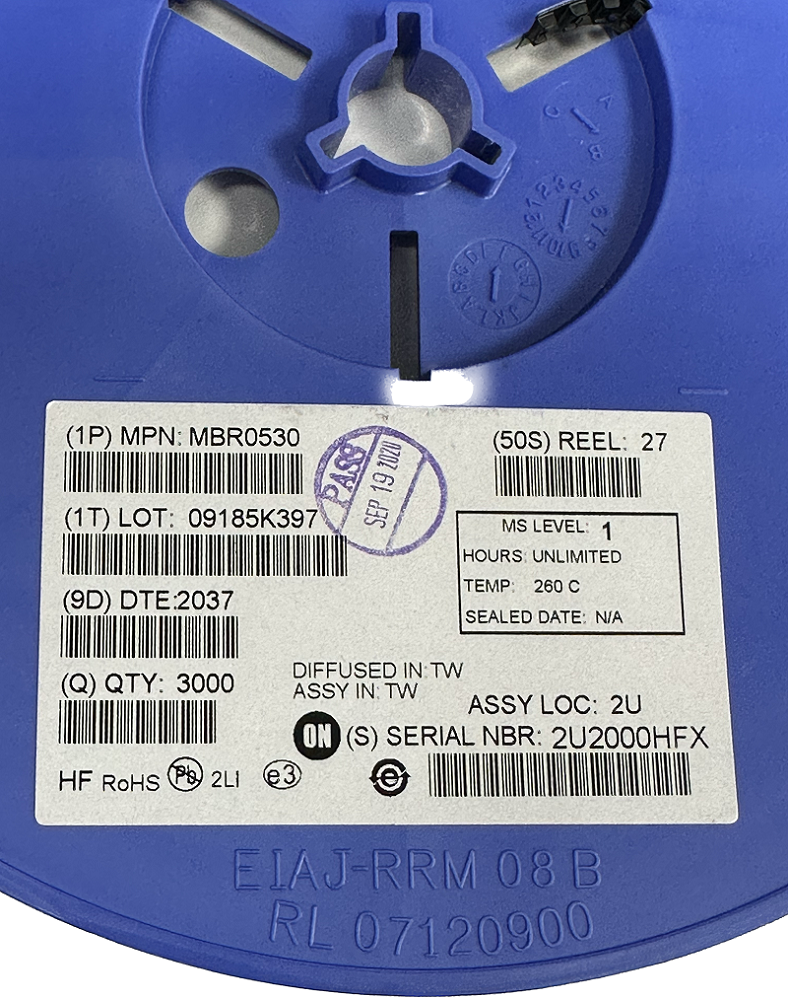 (1P) MPN: MBR0530
(50S) REEL: 27
PASS
SEP 19 2020
(1T) LOT: 09185K397
MS LEVEL: 1
HOURS: UNLIMITED
TEMP: 260 C
SEALED DATE: N/A
(9D) DTE:2037
(Q) QTY: 3000
DIFFUSED IN: TW
ASSY IN: TW
ASSY LOC: 2U
ON (S) SERIAL NBR: 2U2000HFX
HF RoHS Pb 2LI e3 e
EIAJ-RRM 08 B
RL 07120900